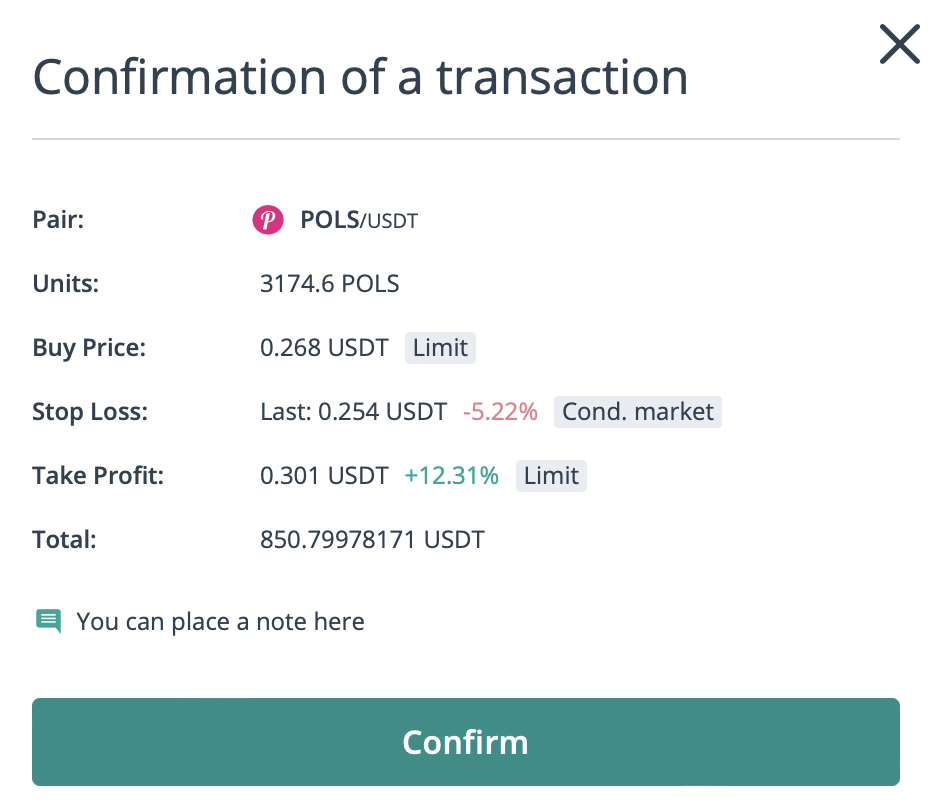 Confirmation of a transaction
Pair: POLS/USDT
Units: 3174.6 POLS
Buy Price: 0.268 USDT Limit
Stop Loss: Last: 0.254 USDT -5.22% Cond. market
Take Profit: 0.301 USDT +12.31% Limit
Total: 850.79978171 USDT
You can place a note here
Confirm